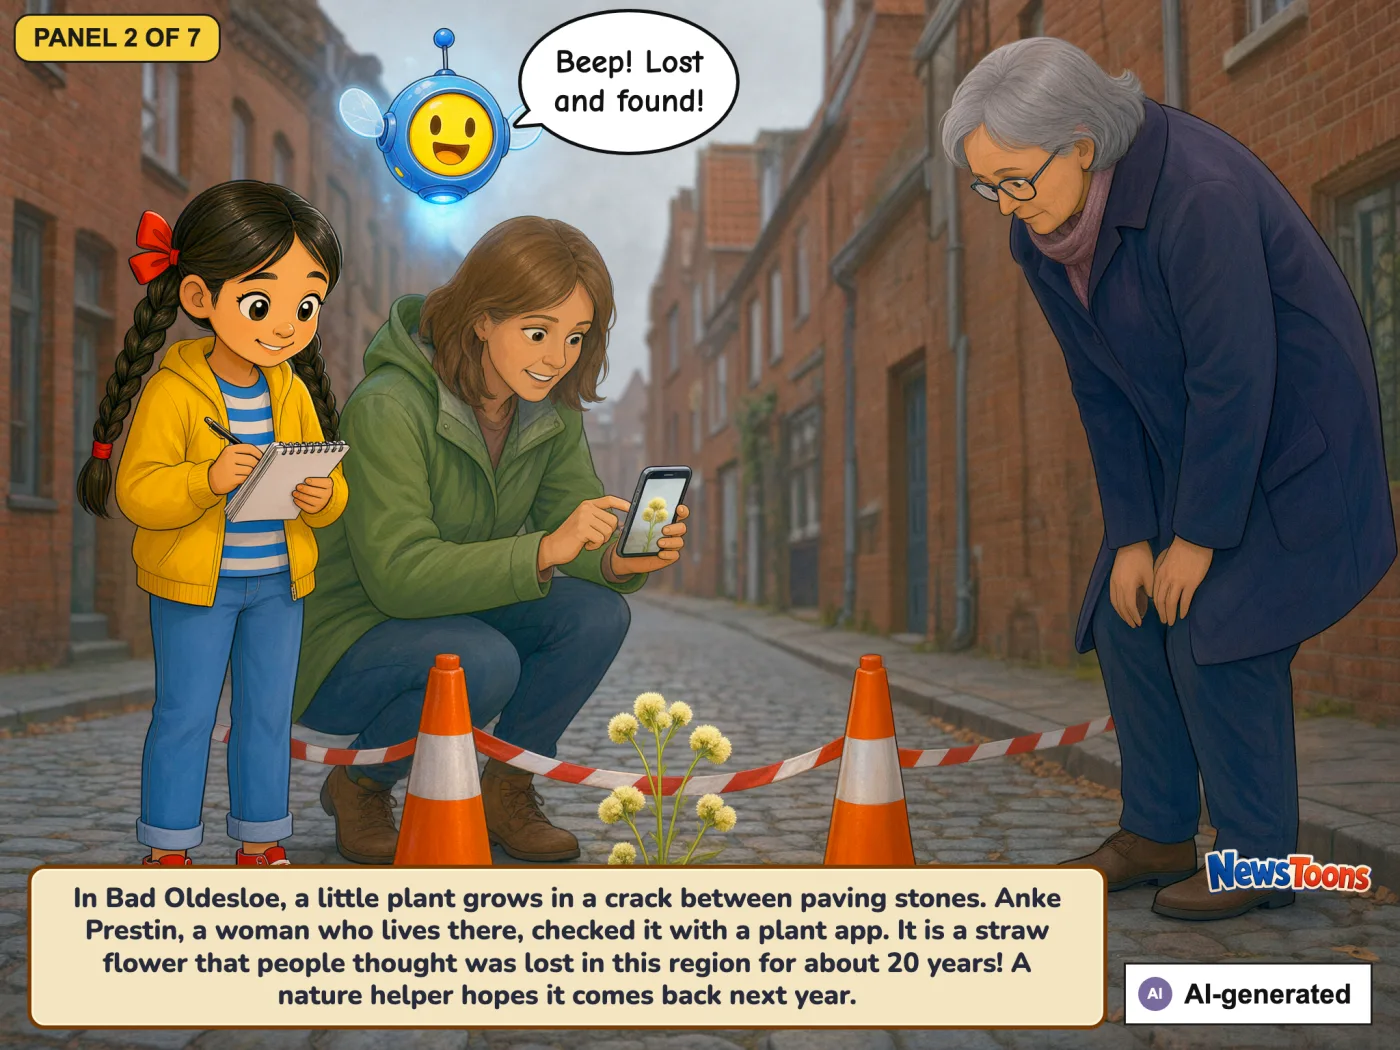 PANEL 2 OF 7
Beep! Lost
and found!
In Bad Oldesloe, a little plant grows in a crack between paving stones. Anke
Prestin, a woman who lives there, checked it with a plant app. It is a straw
flower that people thought was lost in this region for about 20 years! A
nature helper hopes it comes back next year.
NewsToons
AI AI-generated